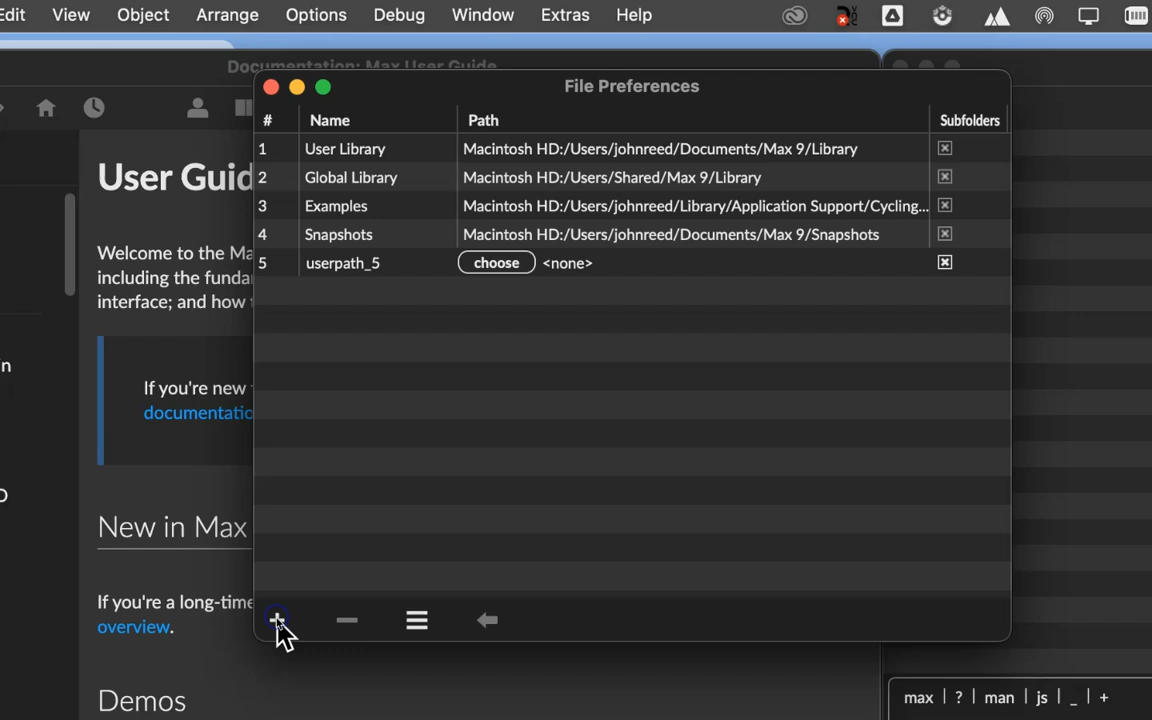 Edit View Object Arrange Options Debug Window Extras Help
Documentation: Max User Guide
File Preferences
# Name Path Subfolders
1 User Library Macintosh HD:/Users/johnreed/Documents/Max 9/Library
2 Global Library Macintosh HD:/Users/Shared/Max 9/Library
3 Examples Macintosh HD:/Users/johnreed/Library/Application Support/Cycling...
4 Snapshots Macintosh HD:/Users/johnreed/Documents/Max 9/Snapshots
5 userpath_5 choose <none>
User Guid
Welcome to the Ma
including the funda
interface; and how
If you're new
documentatio
New in Max
If you're a long-time
overview.
Demos
max | ? | man | js | _ | +